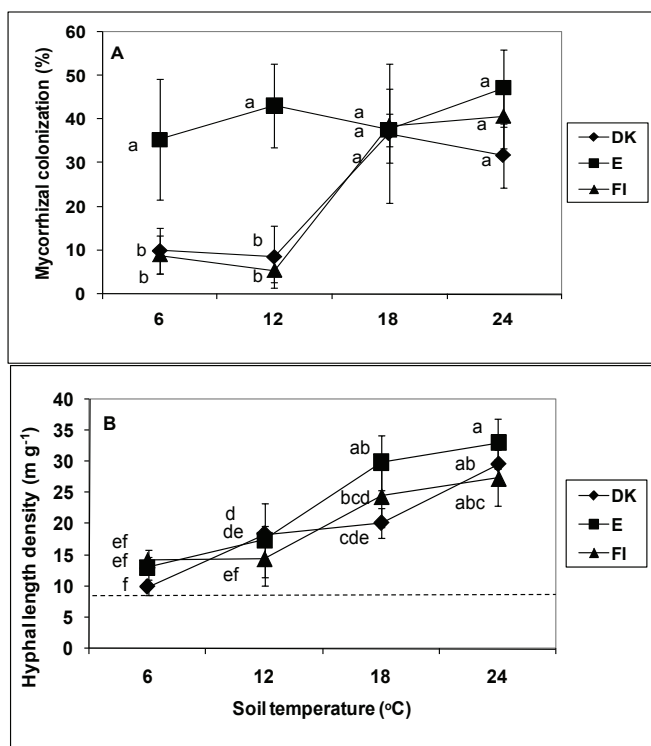 A
Mycorrhizal colonization (%)
60
50
40
30
20
10
0
a
a
a
a
a
a
a
a
b
b
b
b
6 12 18 24
DK
E
FI
B
Hyphal length density (m g-1)
40
35
30
25
20
15
10
5
0
ef
ef
f
d
de
ef
ab
bcd
cde
a
ab
abc
6 12 18 24
Soil temperature (ºC)
DK
E
FI